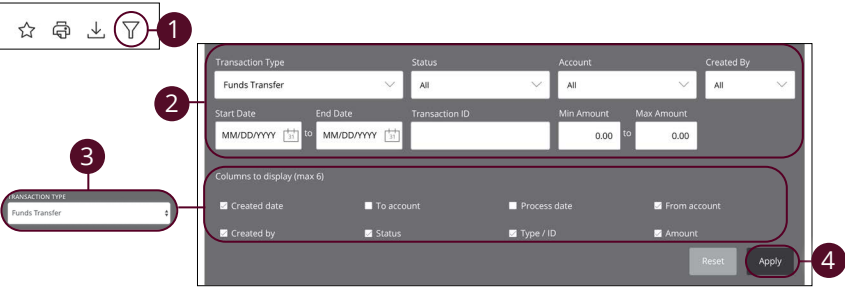 1
Transaction Type Status Account Created By
Funds Transfer All All All
2
Start Date End Date Transaction ID Min Amount Max Amount
MM/DD/YYYY 31 to MM/DD/YYYY 31 0.00 to 0.00
3
Columns to display (max 6)
TRANSACTION TYPE
Funds Transfer
Created date To account Process date From account
Created by Status Type / ID Amount
Reset Apply 4